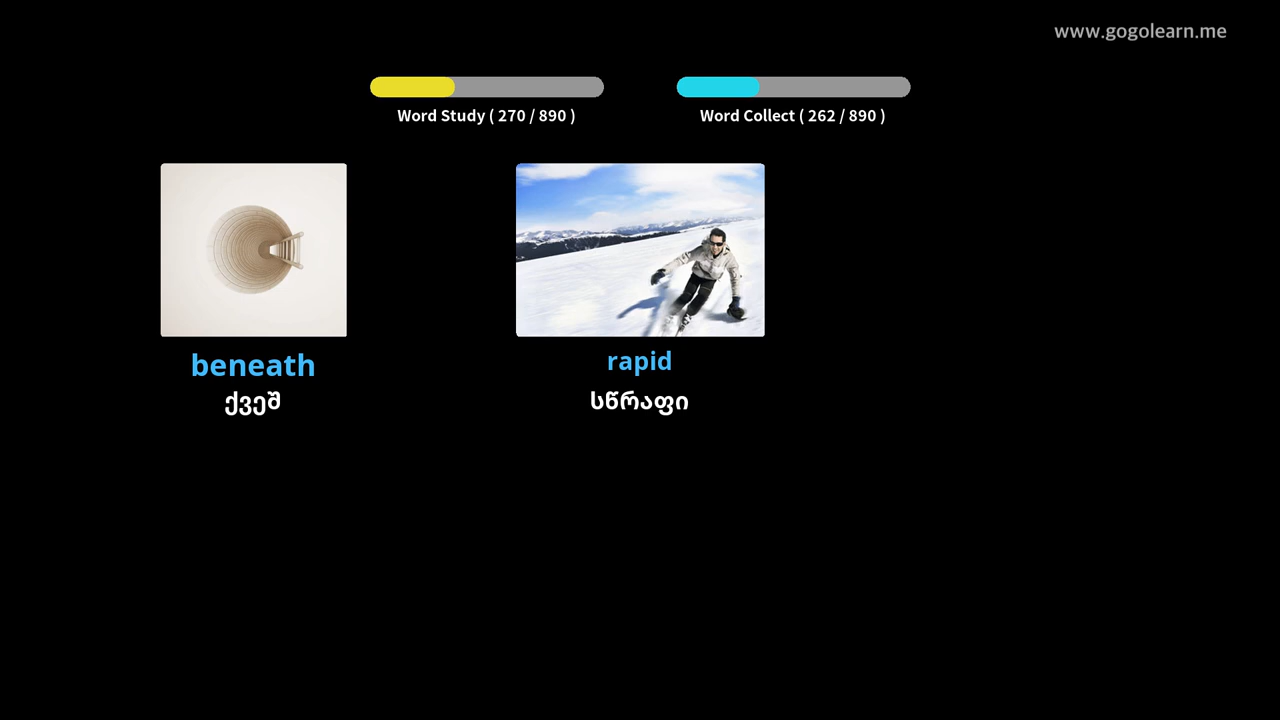 www.gogolearn.me
Word Study ( 270 / 890 )
Word Collect ( 262 / 890 )
beneath
ქვეშ
rapid
სწრაფი